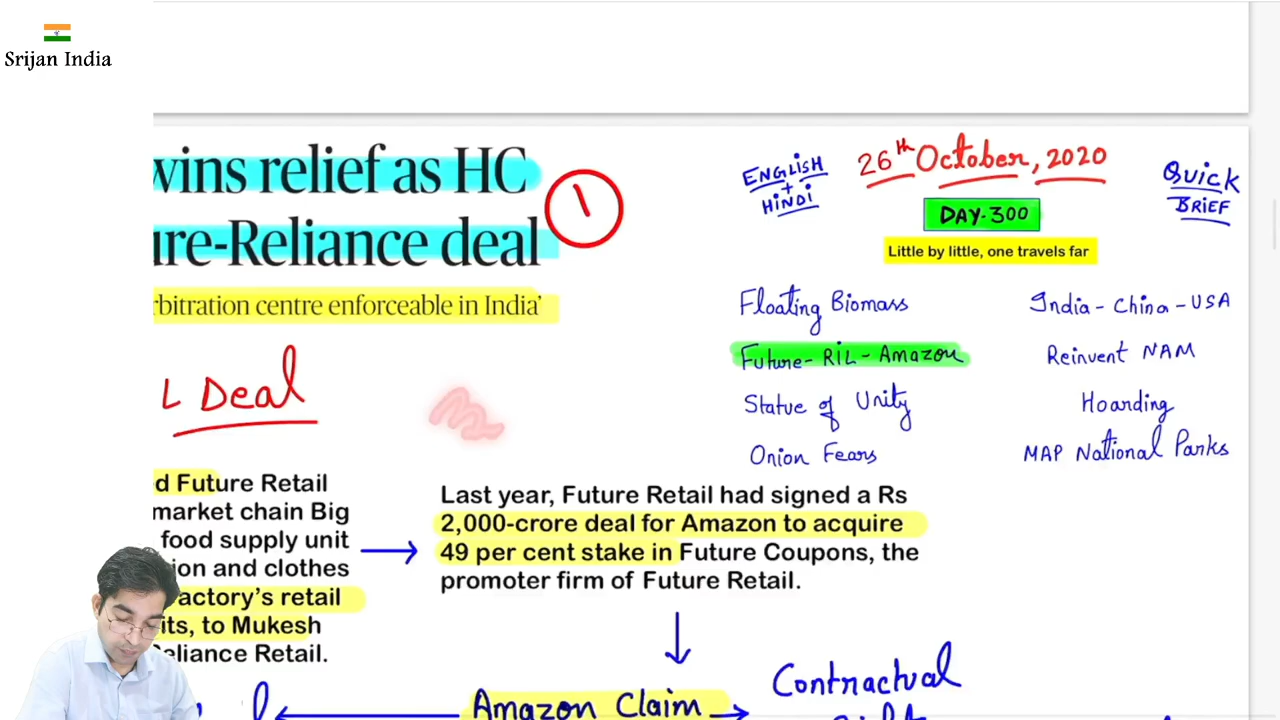 Srijan India
wins relief as HC
ure-Reliance deal
rbitration centre enforceable in India'
1
L Deal
ENGLISH
+
HINDI
26th October, 2020
DAY-300
Little by little, one travels far
Quick
BRIEF
Floating Biomass
Future-RIL-Amazon
Statue of Unity
Onion Fears
India-China-USA
Reinvent NAM
Hoarding
MAP National Parks
d Future Retail
market chain Big
food supply unit
ion and clothes
actory's retail
its, to Mukesh
Reliance Retail.
Last year, Future Retail had signed a Rs
2,000-crore deal for Amazon to acquire
49 per cent stake in Future Coupons, the
promoter firm of Future Retail.
Amazon Claim
Contractual